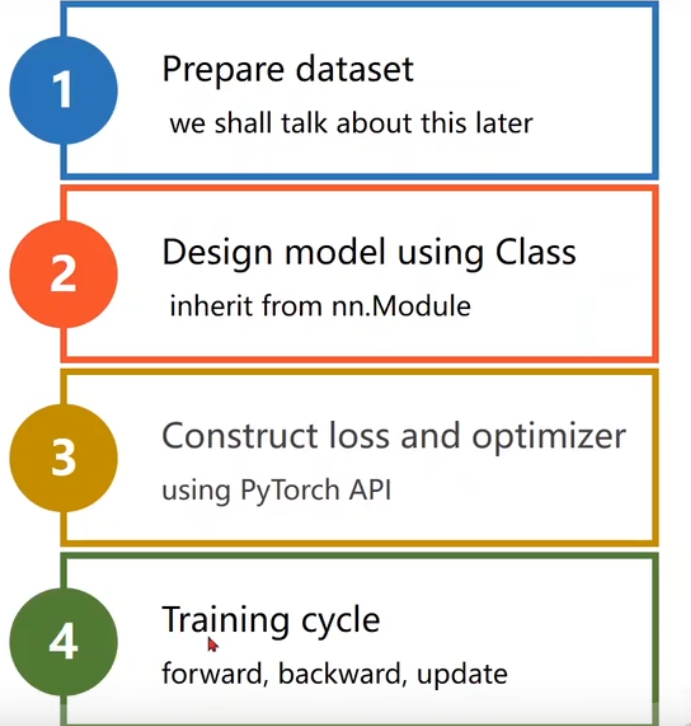 1
Prepare dataset
we shall talk about this later
2
Design model using Class
inherit from nn.Module
3
Construct loss and optimizer
using PyTorch API
4
Training cycle
forward, backward, update